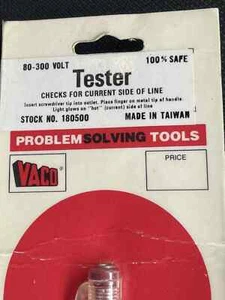 80-300 VOLT 100% SAFE
Tester
CHECKS FOR CURRENT SIDE OF LINE
Insert screwdriver tip into outlet. Place finger on metal tip of handle.
Light glows on "hot" (current) side of line
STOCK NO. 180500 MADE IN TAIWAN
PROBLEM SOLVING TOOLS
VACO
PRICE